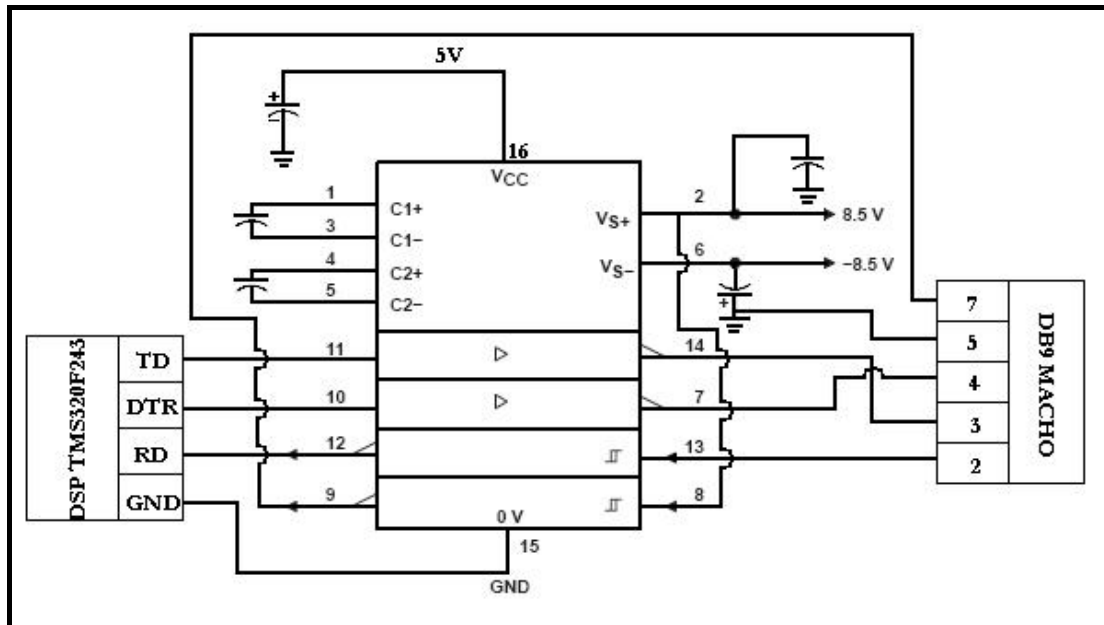 5V
+
−
16
VCC
1
C1+
3
C1−
4
C2+
5
C2−
2
VS+
8.5 V
6
VS−
−8.5 V
+
DSP TMS320F243
TD
DTR
RD
GND
11
10
12
9
14
7
13
8
0 V
15
GND
7
5
4
3
2
DB9 MACHO